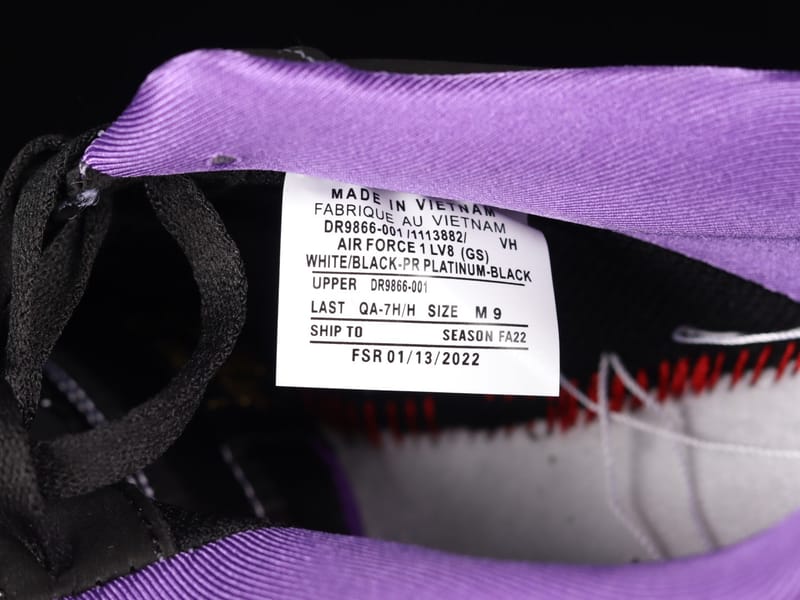 MADE IN VIETNAM
FABRIQUE AU VIETNAM
DR9866-001 /1113882/ VH
AIR FORCE 1 LV8 (GS)
WHITE/BLACK-PR PLATINUM-BLACK
UPPER DR9866-001
LAST QA-7H/H SIZE M 9
SHIP TO SEASON FA22
FSR 01/13/2022